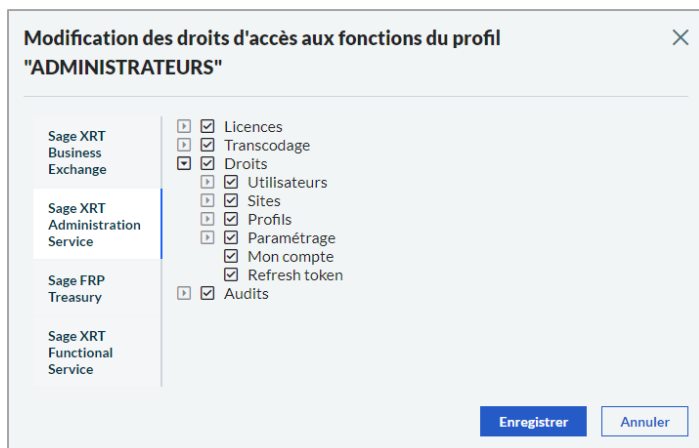 Modification des droits d'accès aux fonctions du profil
"ADMINISTRATEURS"
Sage XRT
Business
Exchange
Sage XRT
Administration
Service
Sage FRP
Treasury
Sage XRT
Functional
Service
Licences
Transcodage
Droits
Utilisateurs
Sites
Profils
Paramétrage
Mon compte
Refresh token
Audits
Enregistrer
Annuler